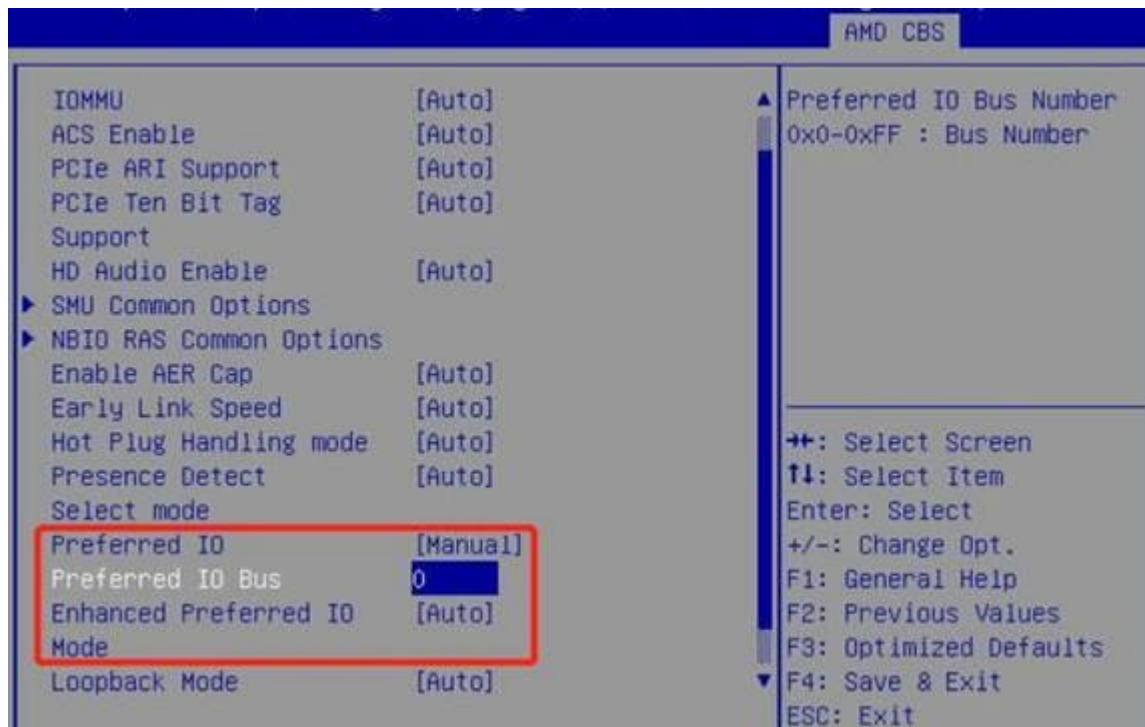 AMD CBS
IOMMU [Auto]
ACS Enable [Auto]
PCIe ARI Support [Auto]
PCIe Ten Bit Tag [Auto]
Support
HD Audio Enable [Auto]
SMU Common Options
NBIO RAS Common Options
Enable AER Cap [Auto]
Early Link Speed [Auto]
Hot Plug Handling mode [Auto]
Presence Detect [Auto]
Select mode
Preferred IO [Manual]
Preferred IO Bus 0
Enhanced Preferred IO [Auto]
Mode
Loopback Mode [Auto]
Preferred IO Bus Number
0x0-0xFF : Bus Number
→←: Select Screen
↑↓: Select Item
Enter: Select
+/-: Change Opt.
F1: General Help
F2: Previous Values
F3: Optimized Defaults
F4: Save & Exit
ESC: Exit